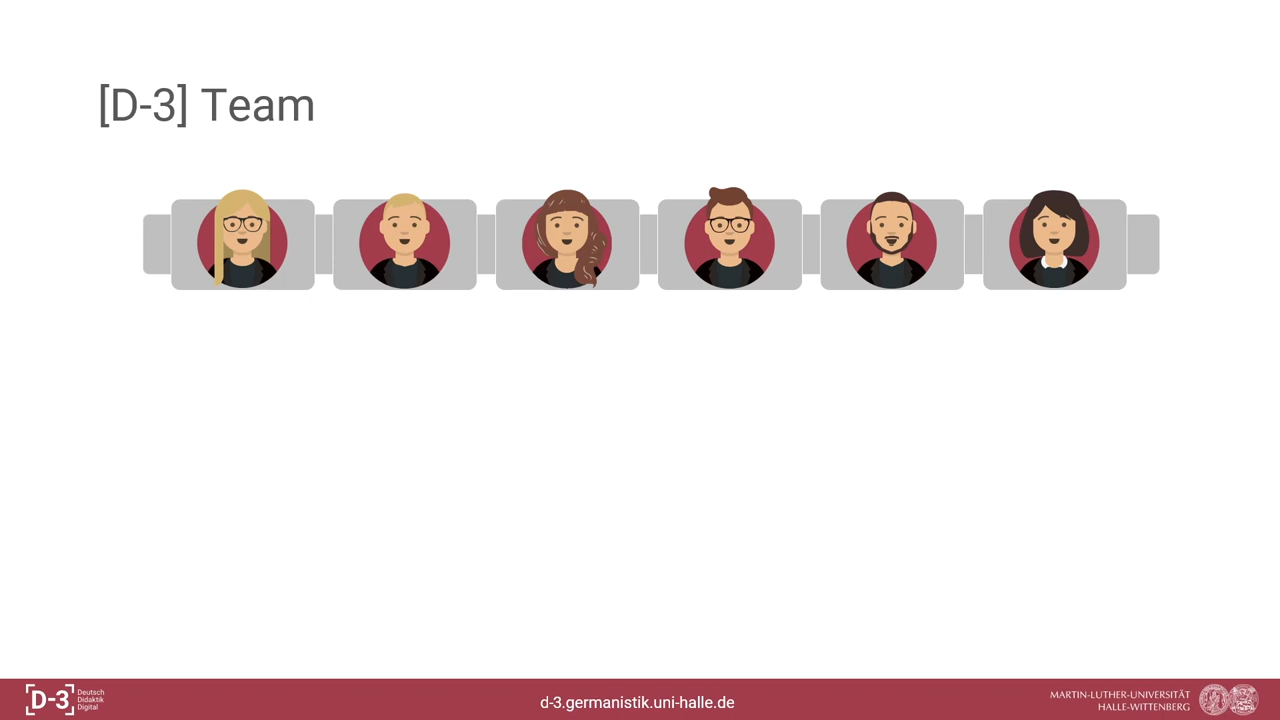 [D-3] Team
[D-3]
Deutsch
Didaktik
Digital
d-3.germanistik.uni-halle.de
MARTIN-LUTHER-UNIVERSITÄT
HALLE-WITTENBERG